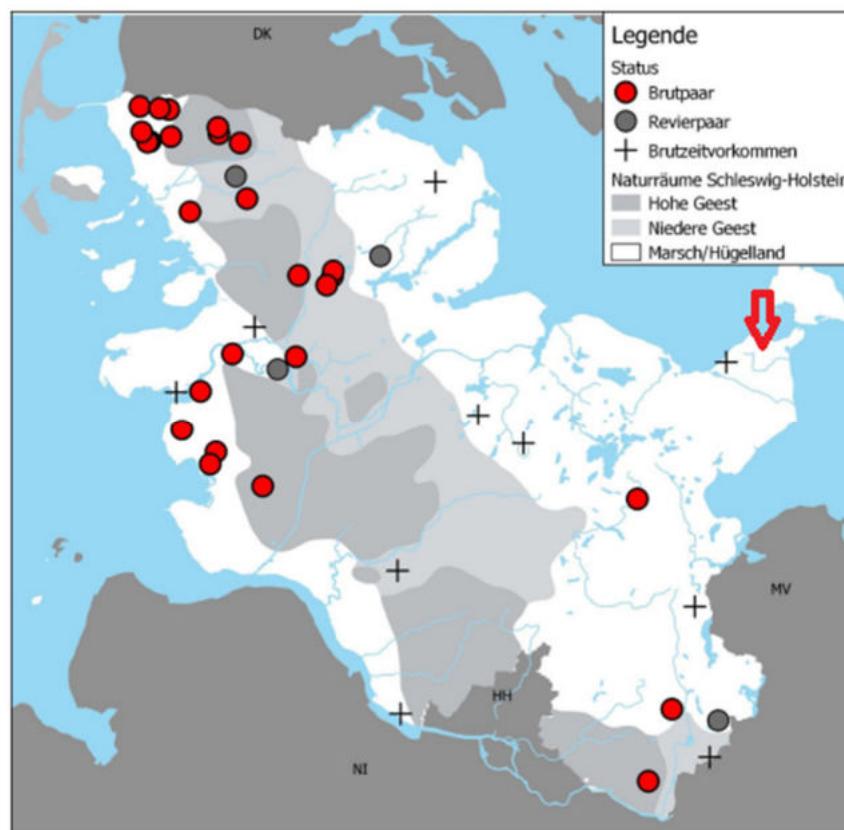 DK
Legende
Status
Brutpaar
Revierpaar
Brutzeitvorkommen
Naturräume Schleswig-Holstein
Hohe Geest
Niedere Geest
Marsch/Hügelland
MV
HH
NI